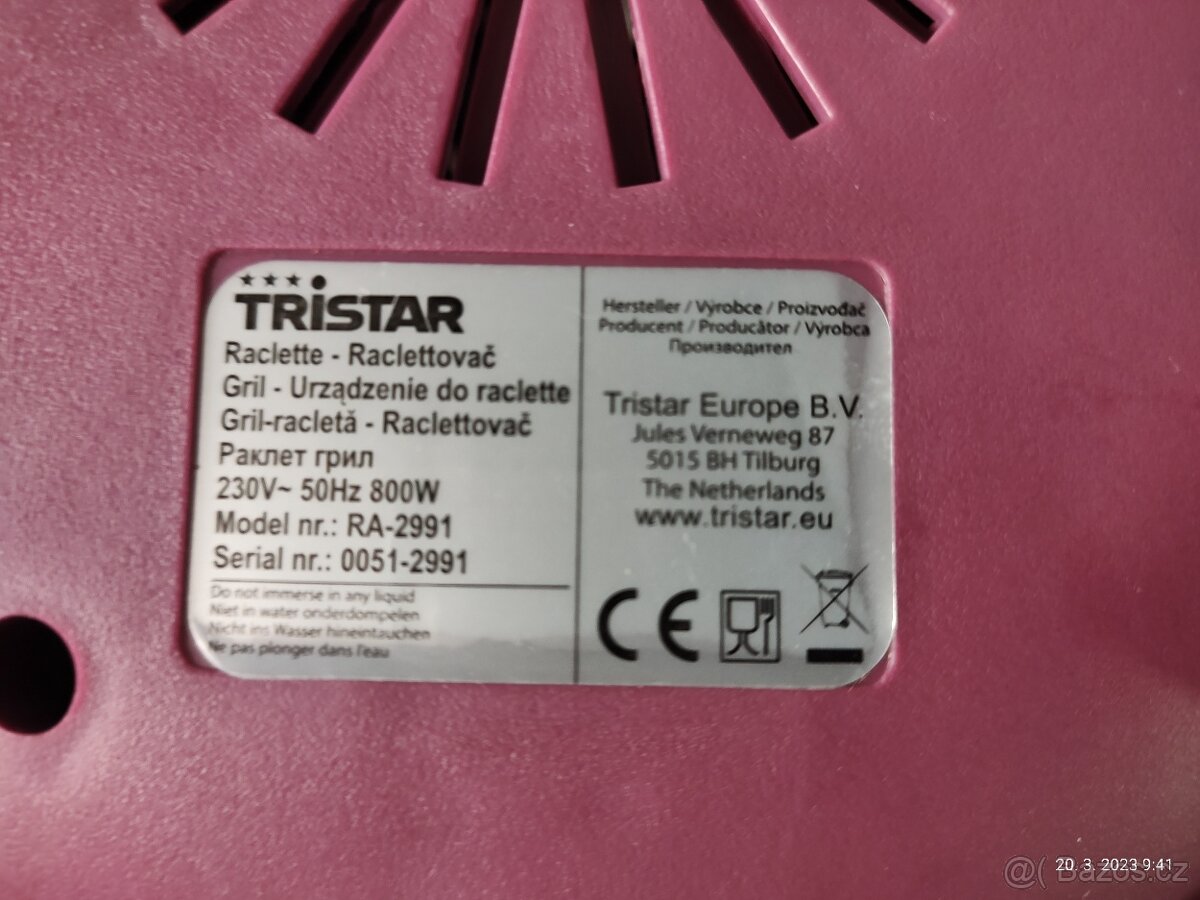 TRiSTAR
Raclette - Raclettovač
Gril - Urządzenie do raclette
Gril-racletă - Raclettovač
Раклет грил
230V~ 50Hz 800W
Model nr.: RA-2991
Serial nr.: 0051-2991
Do not immerse in any liquid
Niet in water onderdompelen
Nicht ins Wasser hineintauchen
Ne pas plonger dans l'eau
Hersteller / Výrobce / Proizvođač
Producent / Producător / Výrobca
Производител
Tristar Europe B.V.
Jules Verneweg 87
5015 BH Tilburg
The Netherlands
www.tristar.eu
CE
20. 3. 2023 9:41
@( Bazoš.cz